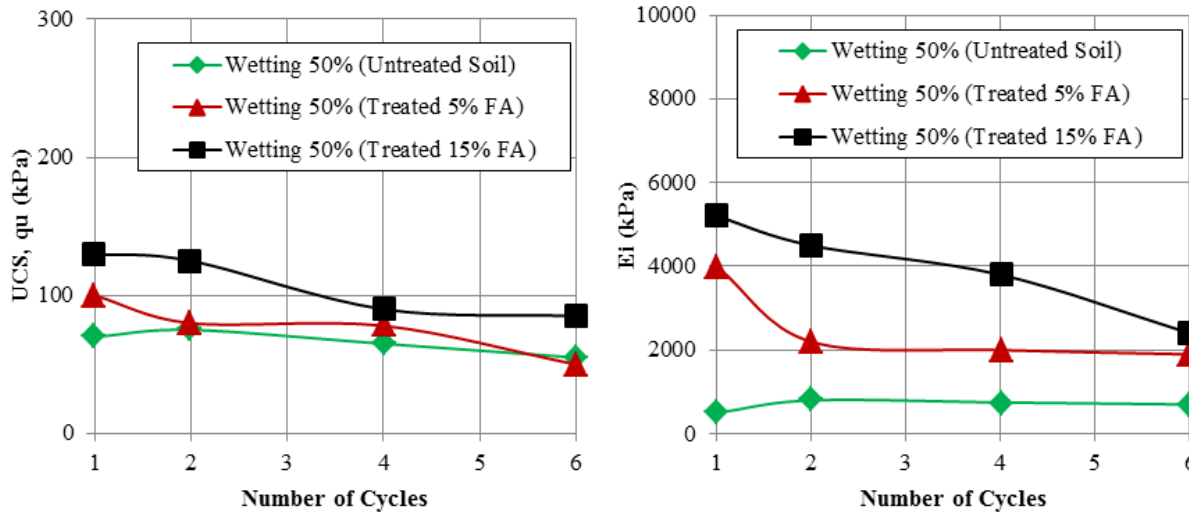 300
200
100
0
UCS, qu (kPa)
Wetting 50% (Untreated Soil)
Wetting 50% (Treated 5% FA)
Wetting 50% (Treated 15% FA)
1 2 3 4 5 6
Number of Cycles
10000
8000
6000
4000
2000
0
Ei (kPa)
Wetting 50% (Untreated Soil)
Wetting 50% (Treated 5% FA)
Wetting 50% (Treated 15% FA)
1 2 3 4 5 6
Number of Cycles